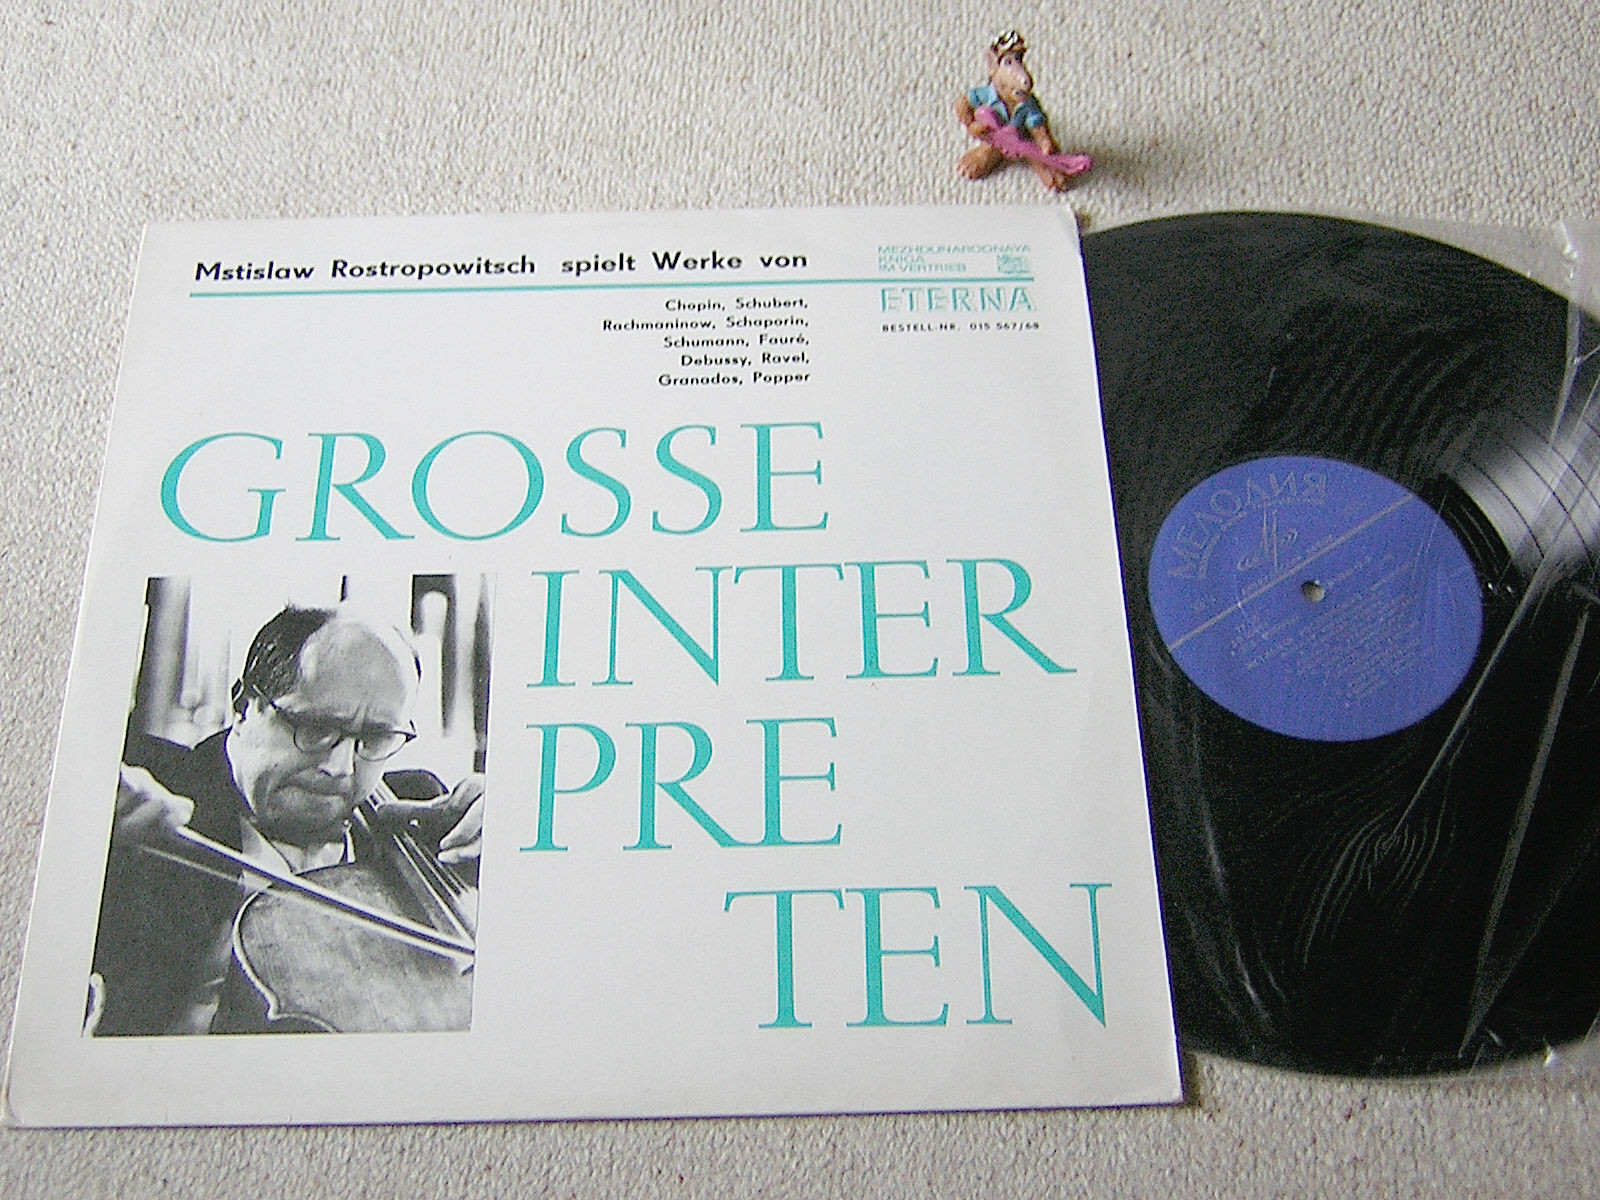 Mstislaw Rostropowitsch spielt Werke von
MEZHDUNARODNAYA
KNIGA
IM VERTRIEB
ETERNA
BESTELL-NR. 015 567/68
Chopin, Schubert,
Rachmaninow, Schaporin,
Schumann, Fauré,
Debussy, Ravel,
Granados, Popper
GROSSE
INTER
PRE
TEN
МЕЛОДИЯ